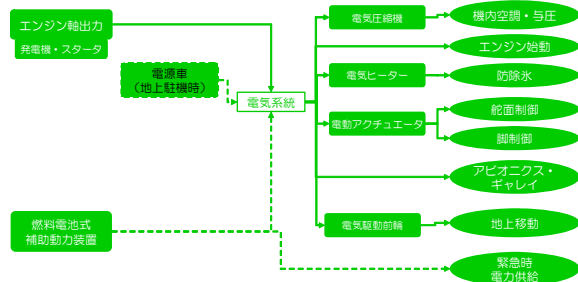 エンジン軸出力
発電機・スタータ
電源車
(地上駐機時)
電気系統
燃料電池式
補助動力装置
電気圧縮機
電気ヒーター
電動アクチュエータ
電気駆動前輪
機内空調・与圧
エンジン始動
防除氷
舵面制御
脚制御
アビオニクス・
ギャレイ
地上移動
緊急時
電力供給